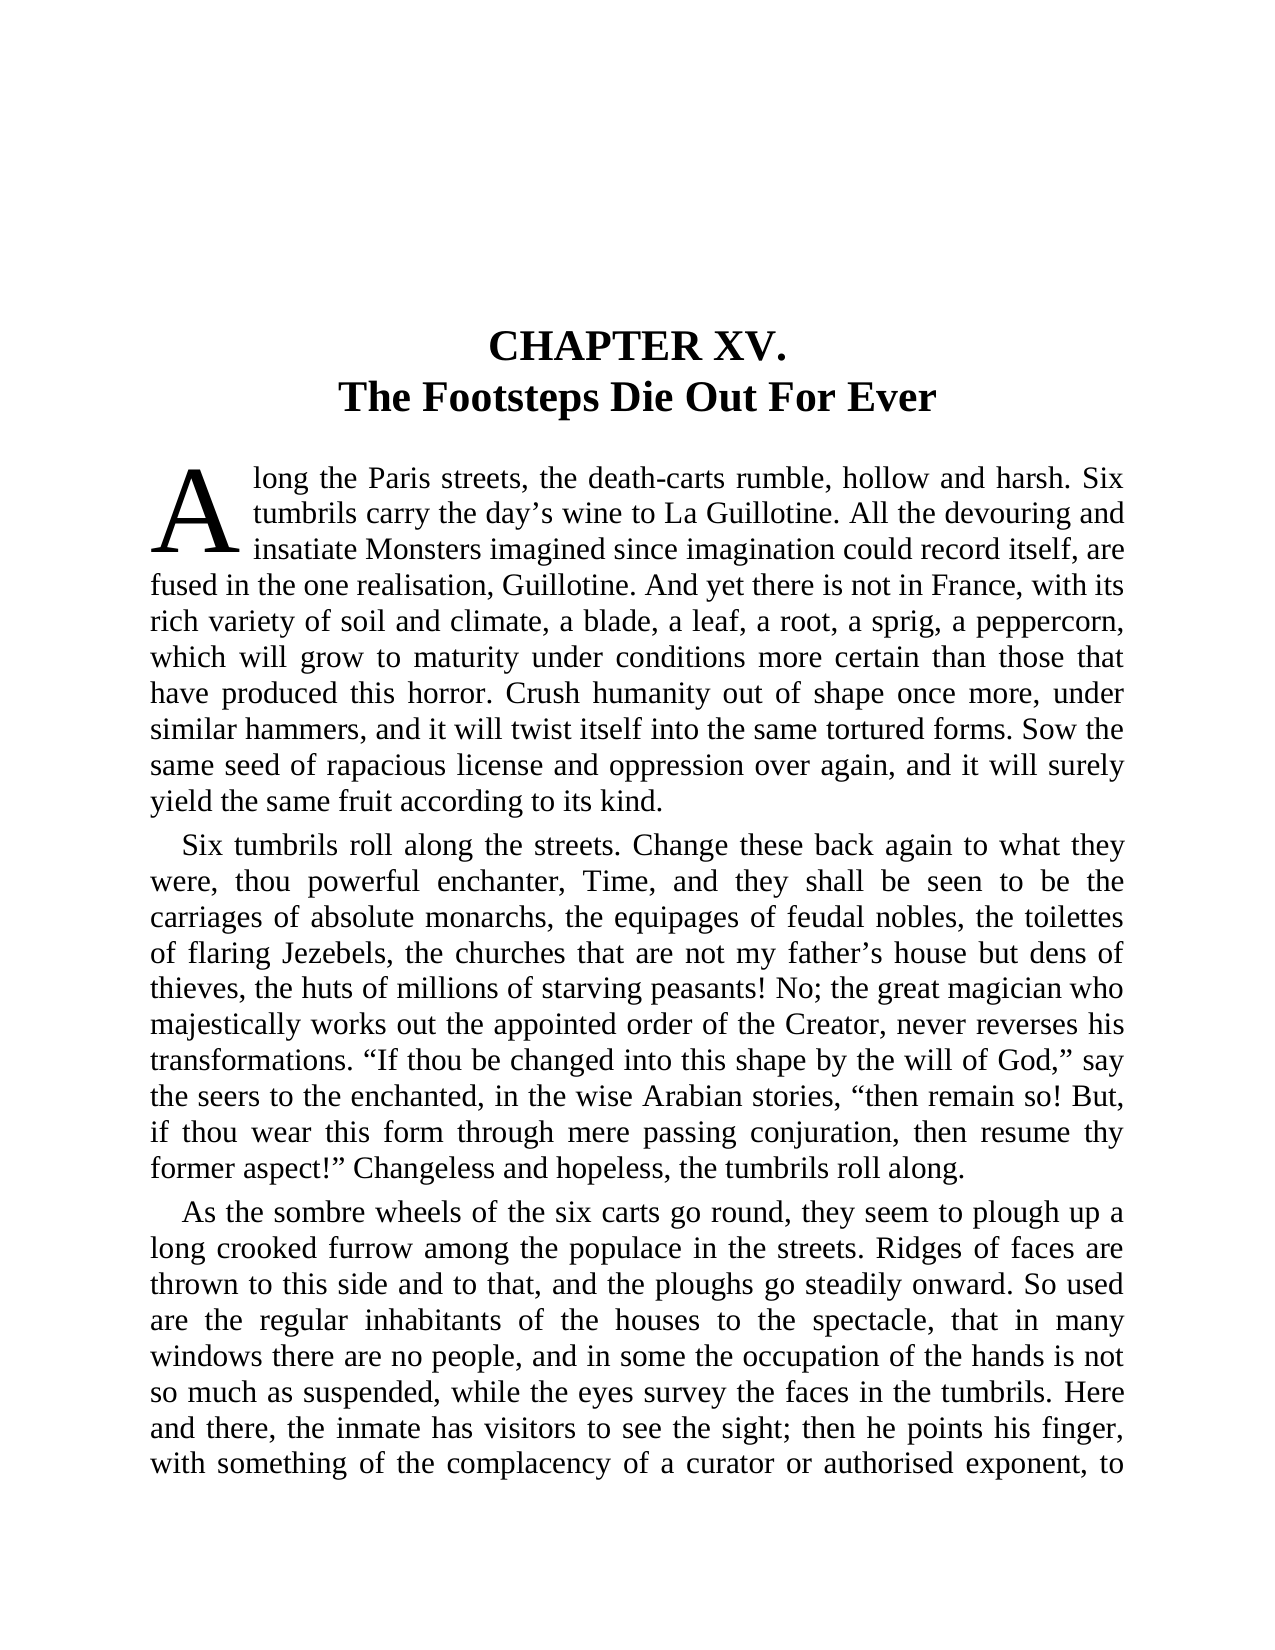 CHAPTER XV.
The Footsteps Die Out For Ever
Along the Paris streets, the death-carts rumble, hollow and harsh. Six
tumbrils carry the day’s wine to La Guillotine. All the devouring and
insatiate Monsters imagined since imagination could record itself, are
fused in the one realisation, Guillotine. And yet there is not in France, with its
rich variety of soil and climate, a blade, a leaf, a root, a sprig, a peppercorn,
which will grow to maturity under conditions more certain than those that
have produced this horror. Crush humanity out of shape once more, under
similar hammers, and it will twist itself into the same tortured forms. Sow the
same seed of rapacious license and oppression over again, and it will surely
yield the same fruit according to its kind.
Six tumbrils roll along the streets. Change these back again to what they
were, thou powerful enchanter, Time, and they shall be seen to be the
carriages of absolute monarchs, the equipages of feudal nobles, the toilettes
of flaring Jezebels, the churches that are not my father’s house but dens of
thieves, the huts of millions of starving peasants! No; the great magician who
majestically works out the appointed order of the Creator, never reverses his
transformations. “If thou be changed into this shape by the will of God,” say
the seers to the enchanted, in the wise Arabian stories, “then remain so! But,
if thou wear this form through mere passing conjuration, then resume thy
former aspect!” Changeless and hopeless, the tumbrils roll along.
As the sombre wheels of the six carts go round, they seem to plough up a
long crooked furrow among the populace in the streets. Ridges of faces are
thrown to this side and to that, and the ploughs go steadily onward. So used
are the regular inhabitants of the houses to the spectacle, that in many
windows there are no people, and in some the occupation of the hands is not
so much as suspended, while the eyes survey the faces in the tumbrils. Here
and there, the inmate has visitors to see the sight; then he points his finger,
with something of the complacency of a curator or authorised exponent, to